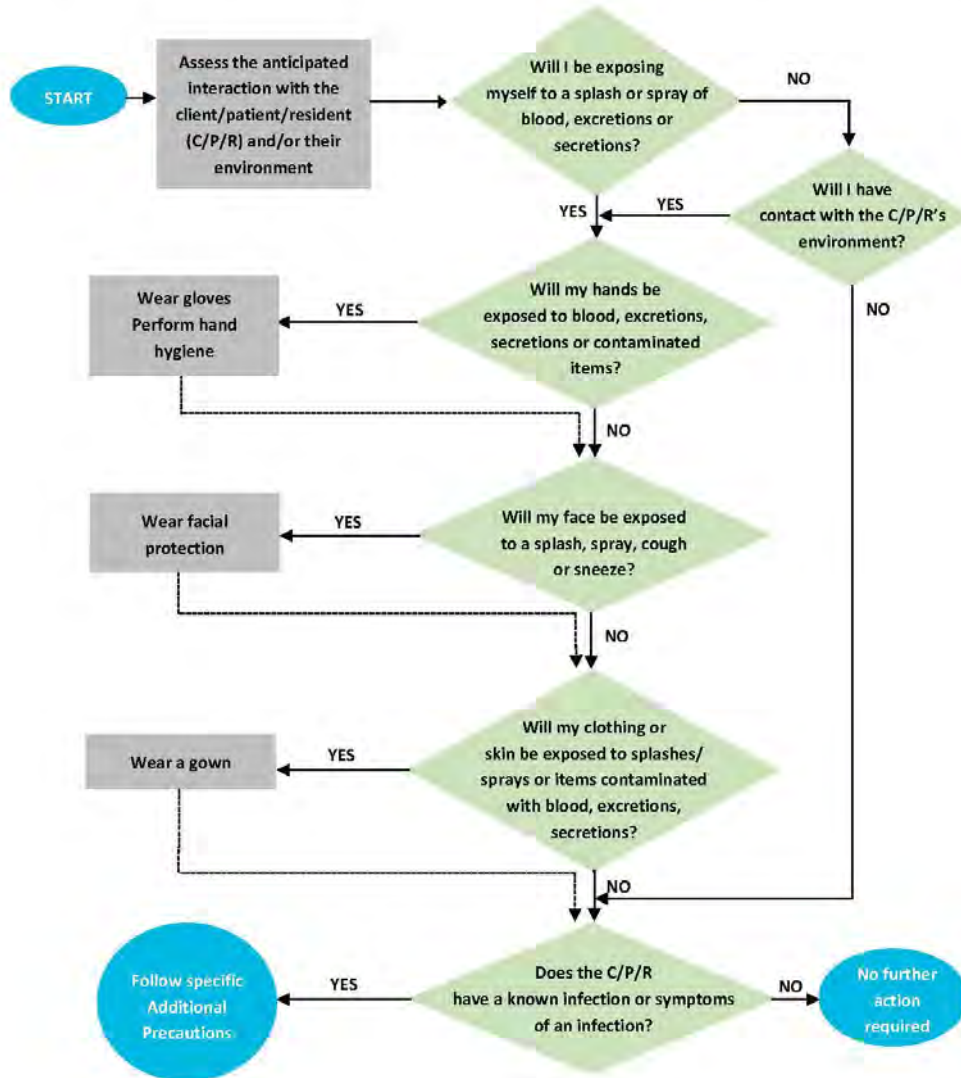 START
Assess the anticipated
interaction with the
client/patient/resident
(C/P/R) and/or their
environment
Will I be exposing
myself to a splash or spray of
blood, excretions or
secretions?
NO
Will I have
contact with the C/P/R's
environment?
YES
YES
NO
Will my hands be
exposed to blood, excretions,
secretions or contaminated
items?
YES
Wear gloves
Perform hand
hygiene
NO
Will my face be exposed
to a splash, spray, cough
or sneeze?
YES
Wear facial
protection
NO
Will my clothing or
skin be exposed to splashes/
sprays or items contaminated
with blood, excretions,
secretions?
YES
Wear a gown
NO
Does the C/P/R
have a known infection or symptoms
of an infection?
YES
Follow specific
Additional
Precautions
NO
No further
action
required